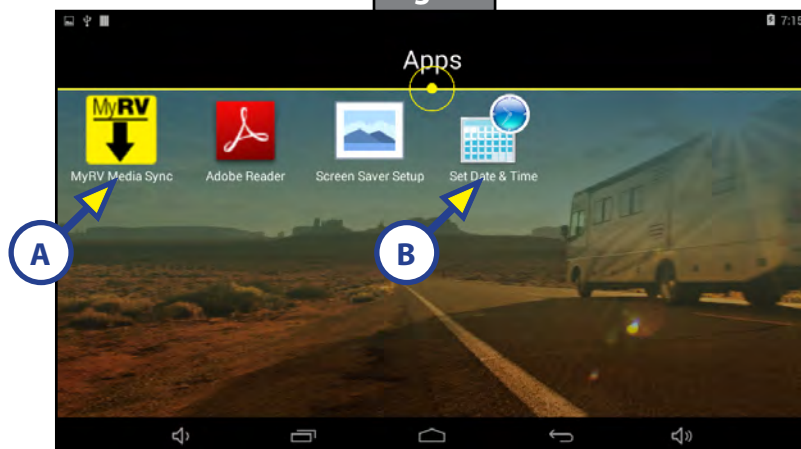 7:15
Apps
MyRV
MyRV Media Sync
Adobe Reader
Screen Saver Setup
Set Date & Time
A
B